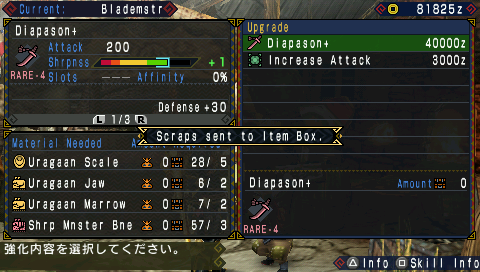 Current: Blademstr
81825z
Diapason+
Attack 200
Shrpnss +1
RARE-4
Slots --- Affinity 0%
Defense +30
L 1/3 R
Upgrade
Diapason+ 40000z
Increase Attack 3000z
Scraps sent to Item Box.
Material Needed
Uragaan Scale 0 28/ 5
Uragaan Jaw 0 6/ 2
Uragaan Marrow 0 7/ 2
Shrp Mnster Bne 0 57/ 3
Diapason+ Amount 0
RARE-4
強化内容を選択してください。
△ Info □ Skill Info